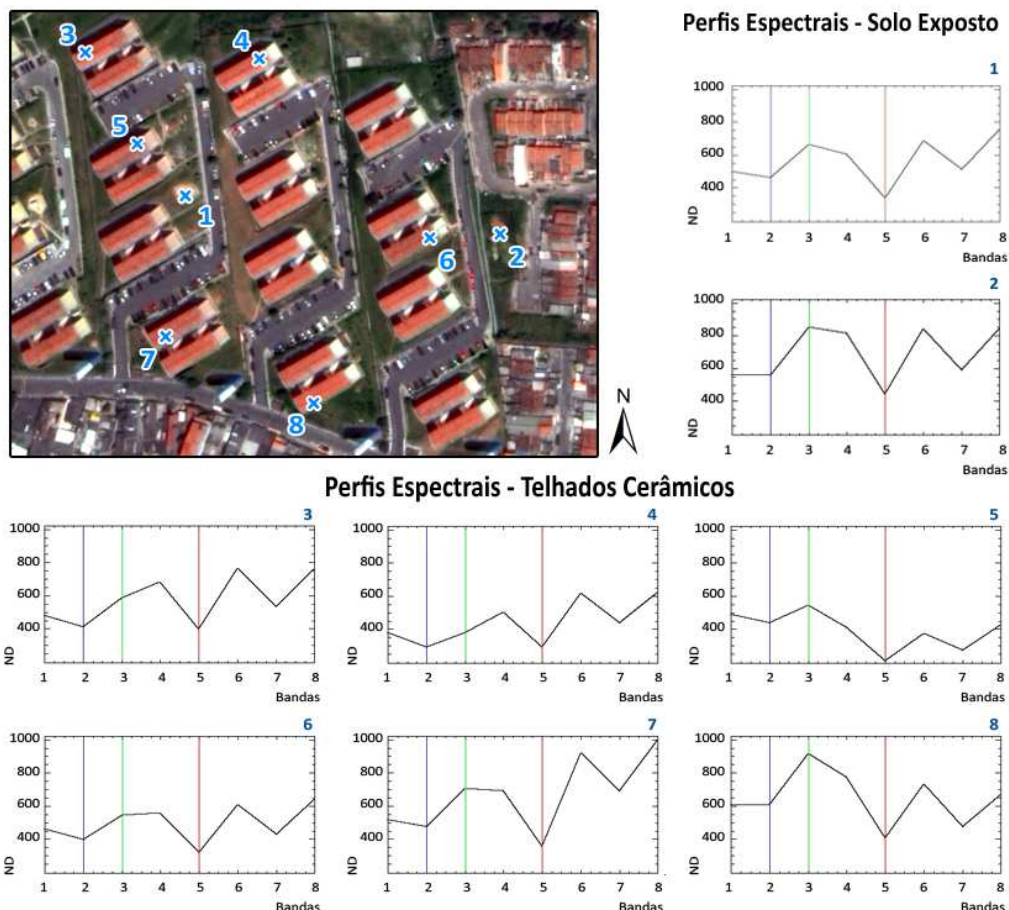 Perfis Espectrais - Solo Exposto
3
4
5
1
6
2
7
8
N
1
1000
800
600
400
ND
1 2 3 4 5 6 7 8
Bandas
2
1000
800
600
400
ND
1 2 3 4 5 6 7 8
Bandas
Perfis Espectrais - Telhados Cerâmicos
3
1000
800
600
400
ND
1 2 3 4 5 6 7 8
Bandas
4
1000
800
600
400
ND
1 2 3 4 5 6 7 8
Bandas
5
1000
800
600
400
ND
1 2 3 4 5 6 7 8
Bandas
6
1000
800
600
400
ND
1 2 3 4 5 6 7 8
Bandas
7
1000
800
600
400
ND
1 2 3 4 5 6 7 8
Bandas
8
1000
800
600
400
ND
1 2 3 4 5 6 7 8
Bandas